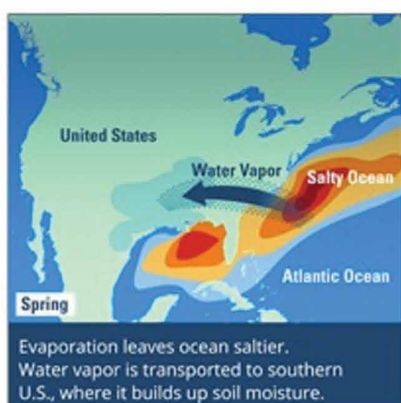 United States
Water Vapor
Salty Ocean
Atlantic Ocean
Spring
Evaporation leaves ocean saltier.
Water vapor is transported to southern
U.S., where it builds up soil moisture.